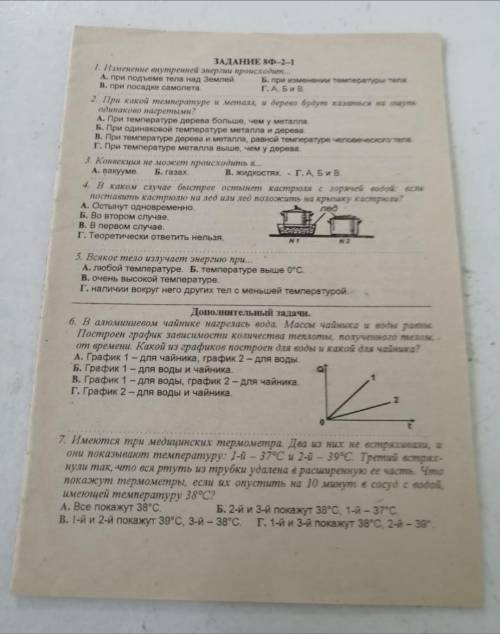 ЗАДАНИЕ 8Ф-2-1
1. Изменение внутренней энергии происходит...
А. при подъеме тела над Землей. Б. при изменении температуры тела.
В. при посадке самолета. Г. А, Б и В.
2. При какой температуре и металл, и дерево будут казаться на ощупь
одинаково нагретыми?
А. При температуре дерева больше, чем у металла.
Б. При одинаковой температуре металла и дерева.
В. При температуре дерева и металла, равной температуре человеческого тела.
Г. При температуре металла выше, чем у дерева.
3. Конвекция не может происходить в...
А. вакууме. Б. газах. В. жидкостях. - Г. А, Б и В.
4. В каком случае быстрее остынет кастрюля с горячей водой: если
поставить кастрюлю на лед или лед положить на крышку кастрюли?
А. Остынут одновременно.
Б. Во втором случае.
В. В первом случае.
Г. Теоретически ответить нельзя.
лед
N1 N2
5. Всякое тело излучает энергию при...
А. любой температуре. Б. температуре выше 0°С.
В. очень высокой температуре.
Г. наличии вокруг него других тел с меньшей температурой.
Дополнительный задачи.
6. В алюминиевом чайнике нагрелась вода. Массы чайника и воды равны.
Построен график зависимости количества теплоты, полученного телом,
от времени. Какой из графиков построен для воды и какой для чайника?
А. График 1 – для чайника, график 2 – для воды.
Б. График 1 – для воды и чайника.
В. График 1 – для воды, график 2 – для чайника.
Г. График 2 – для воды и чайника.
Q
1
2
0
t
7. Имеются три медицинских термометра. Два из них не встряхивали, и
они показывают температуру: 1-й – 37°С и 2-й – 39°С. Третий встрях-
нули так, что вся ртуть из трубки удалена в расширенную ее часть. Что
покажут термометры, если их опустить на 10 минут в сосуд с водой,
имеющей температуру 38°С?
А. Все покажут 38°С. Б. 2-й и 3-й покажут 38°С, 1-й – 37°С.
В. 1-й и 2-й покажут 39°С, 3-й – 38°С. Г. 1-й и 3-й покажут 38°С, 2-й – 39°.